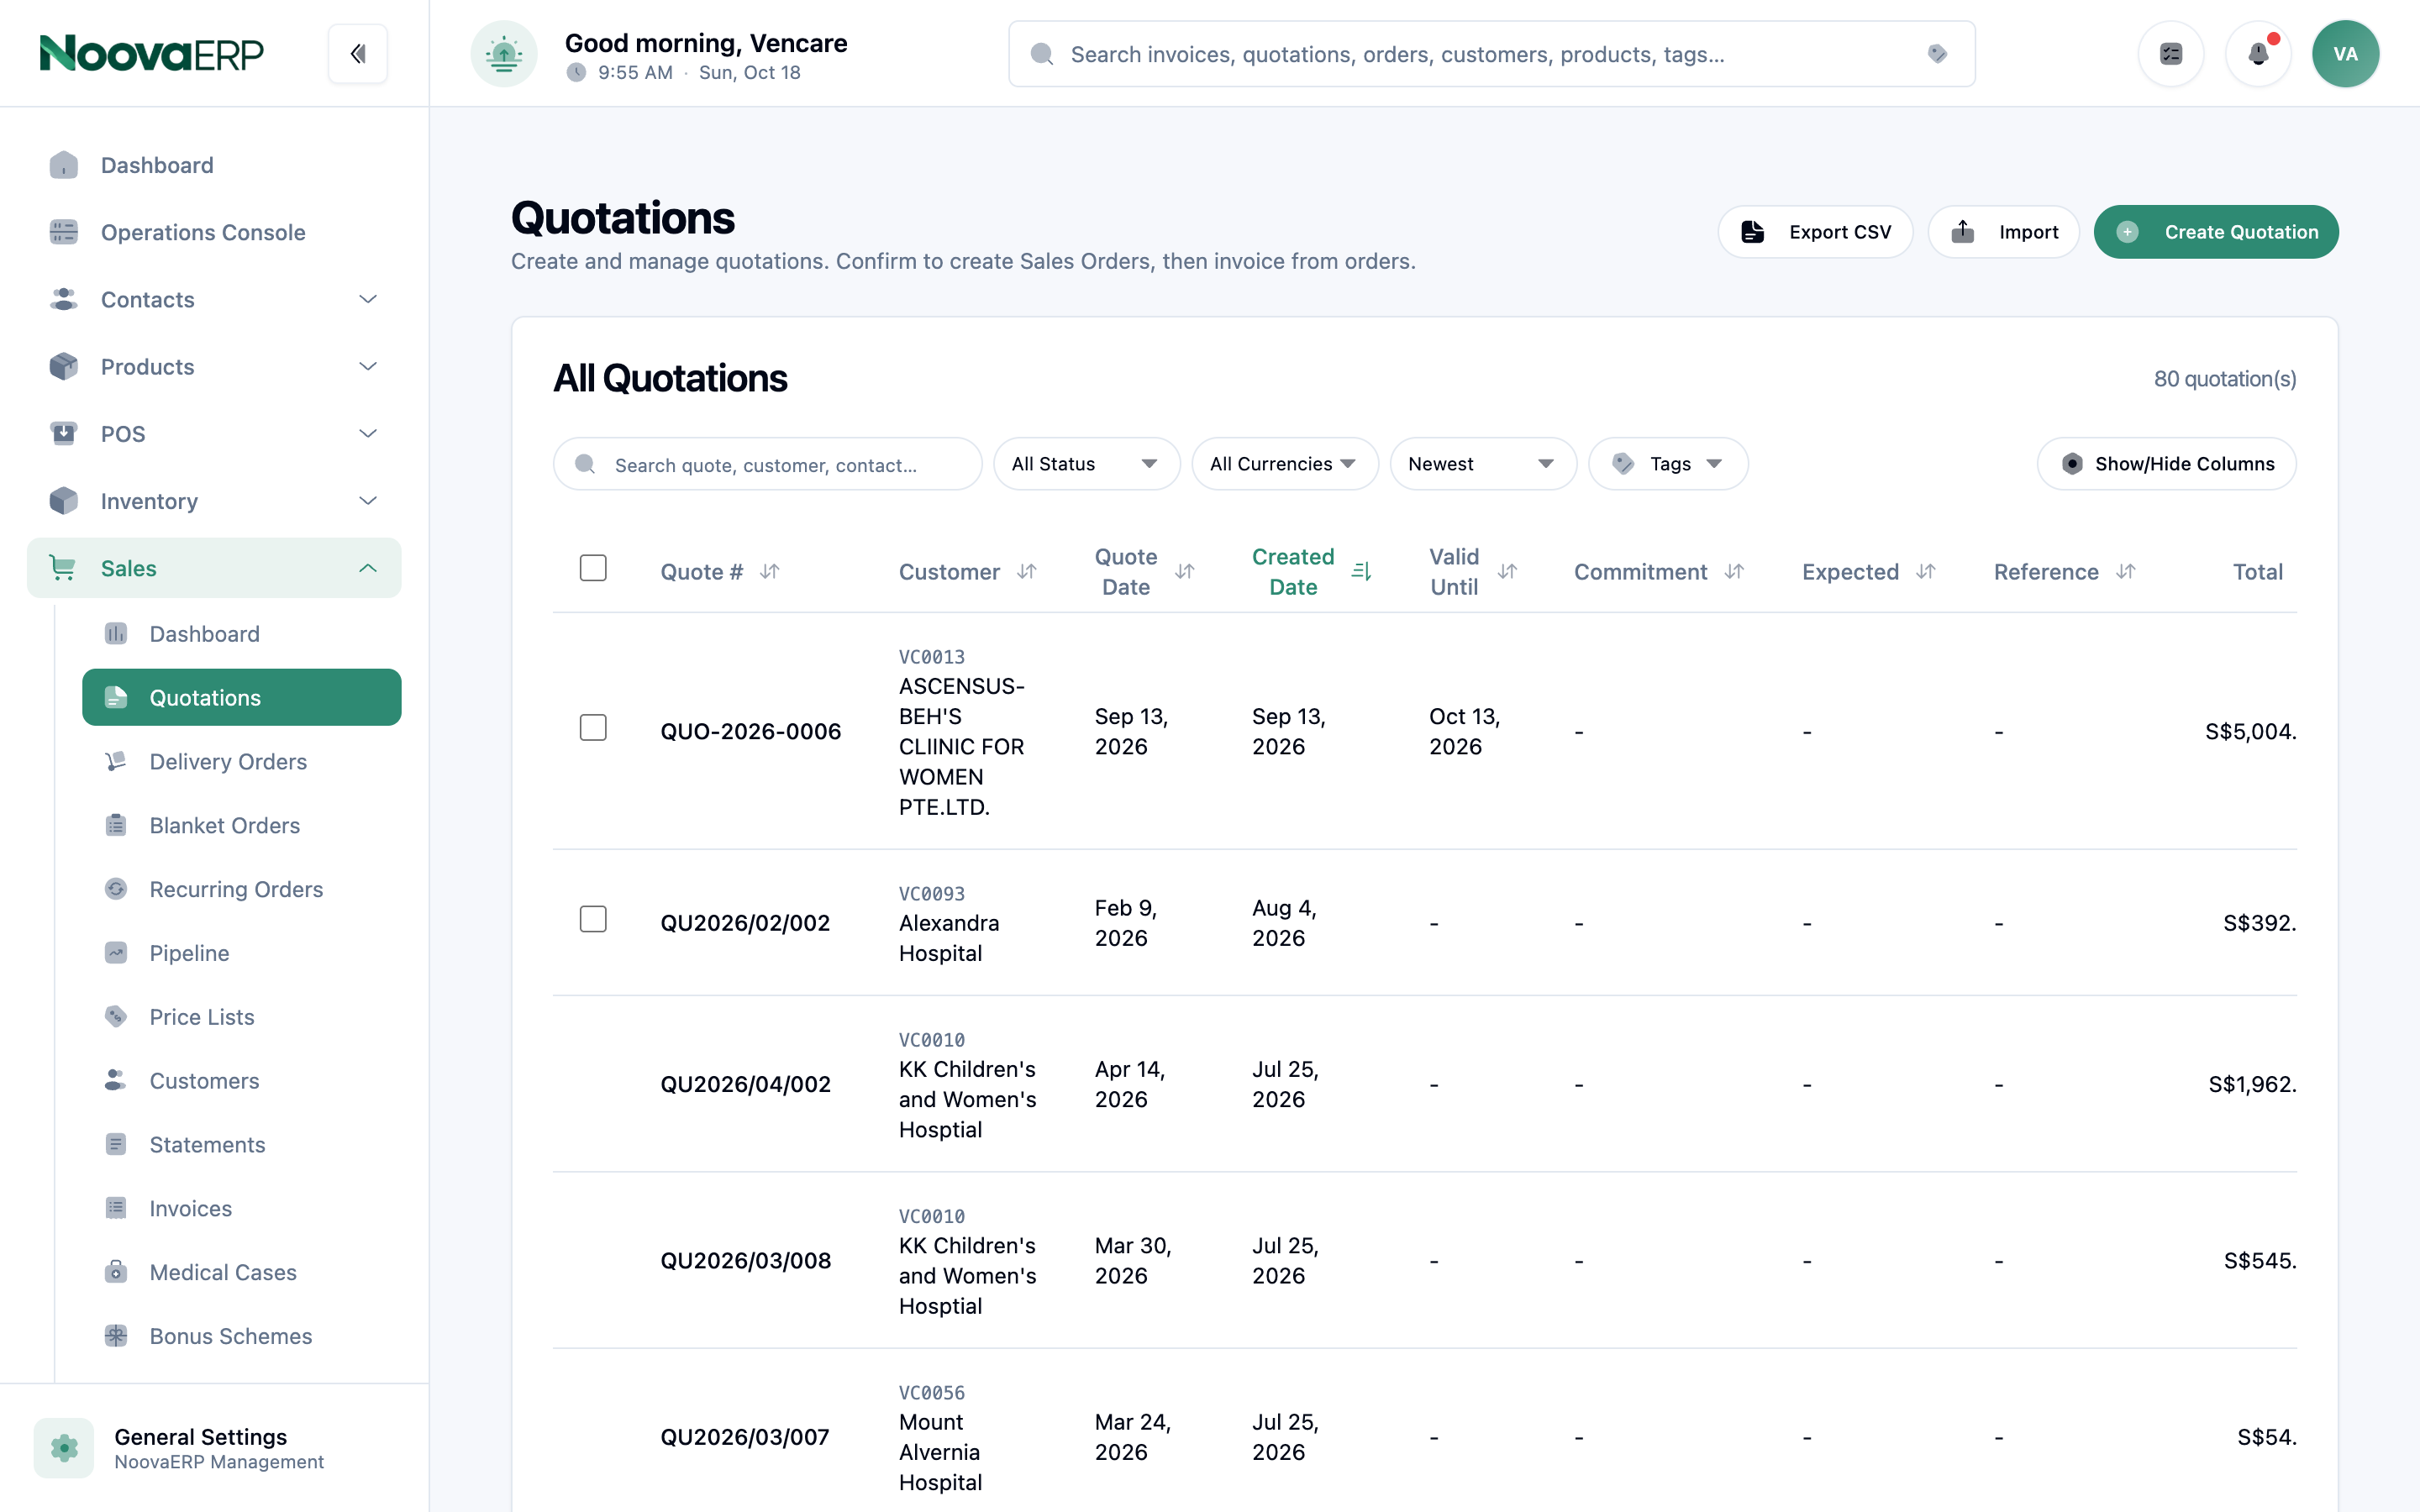 NoovaERP
Good morning, Vencare
9:55 AM · Sun, Oct 18
Search invoices, quotations, orders, customers, products, tags...
VA
Dashboard
Operations Console
Contacts
Products
POS
Inventory
Sales
Dashboard
Quotations
Delivery Orders
Blanket Orders
Recurring Orders
Pipeline
Price Lists
Customers
Statements
Invoices
Medical Cases
Bonus Schemes
General Settings
NoovaERP Management
Quotations
Create and manage quotations. Confirm to create Sales Orders, then invoice from orders.
Export CSV
Import
Create Quotation
All Quotations
80 quotation(s)
Search quote, customer, contact...
All Status
All Currencies
Newest
Tags
Show/Hide Columns
Quote #
Customer
Quote
Date
Created
Date
Valid
Until
Commitment
Expected
Reference
Total
QUO-2026-0006
VC0013
ASCENSUS-
BEH'S
CLIINIC FOR
WOMEN
PTE.LTD.
Sep 13,
2026
Sep 13,
2026
Oct 13,
2026
-
-
-
S$5,004.
QU2026/02/002
VC0093
Alexandra
Hospital
Feb 9,
2026
Aug 4,
2026
-
-
-
-
S$392.
QU2026/04/002
VC0010
KK Children's
and Women's
Hosptial
Apr 14,
2026
Jul 25,
2026
-
-
-
-
S$1,962.
QU2026/03/008
VC0010
KK Children's
and Women's
Hosptial
Mar 30,
2026
Jul 25,
2026
-
-
-
-
S$545.
QU2026/03/007
VC0056
Mount
Alvernia
Hospital
Mar 24,
2026
Jul 25,
2026
-
-
-
-
S$54.